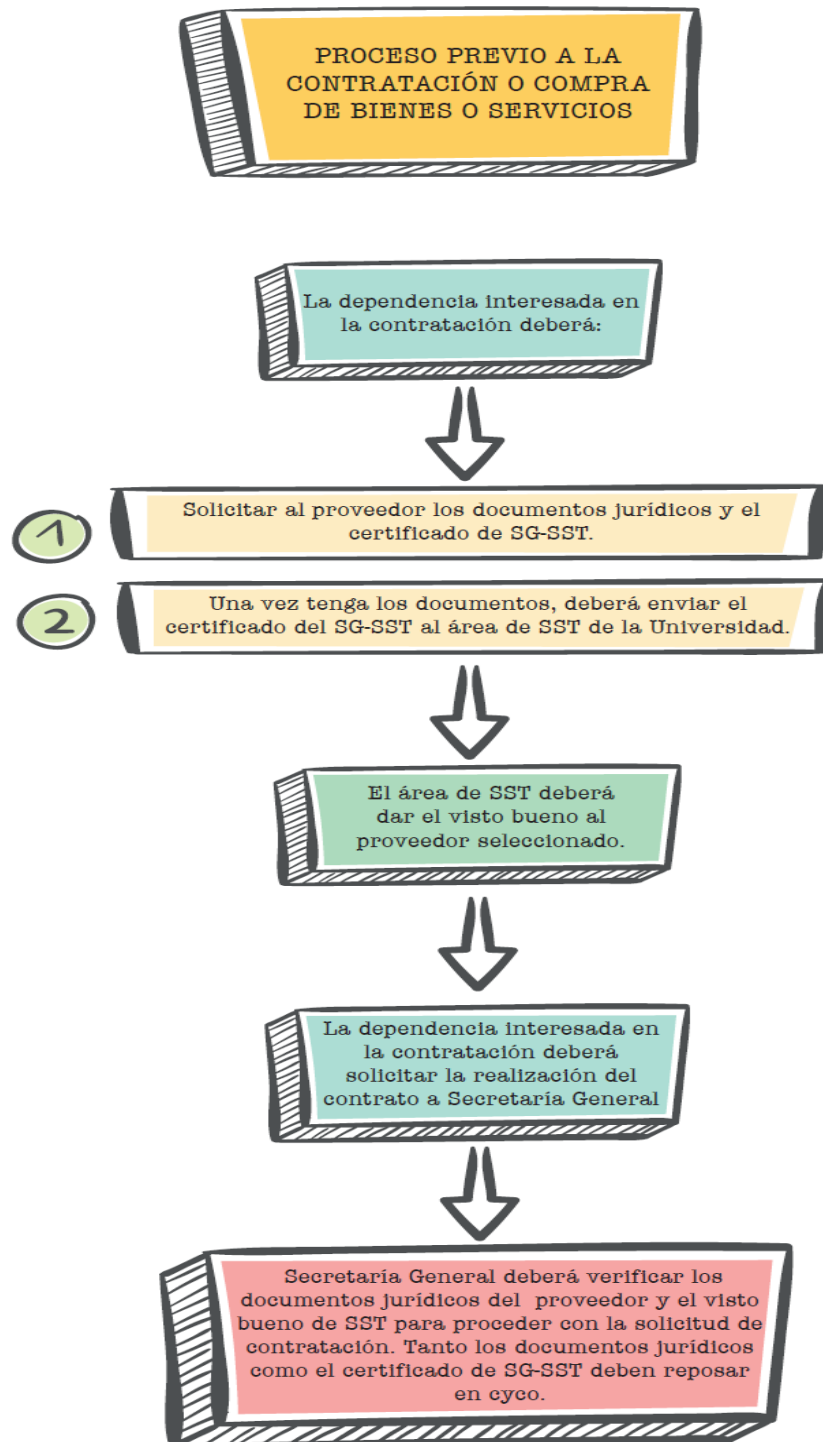 PROCESO PREVIO A LA
CONTRATACIÓN O COMPRA
DE BIENES O SERVICIOS
La dependencia interesada en
la contratación deberá:
1
Solicitar al proveedor los documentos jurídicos y el
certificado de SG-SST.
2
Una vez tenga los documentos, deberá enviar el
certificado del SG-SST al área de SST de la Universidad.
El área de SST deberá
dar el visto bueno al
proveedor seleccionado.
La dependencia interesada en
la contratación deberá
solicitar la realización del
contrato a Secretaría General
Secretaría General deberá verificar los
documentos jurídicos del proveedor y el visto
bueno de SST para proceder con la solicitud de
contratación. Tanto los documentos jurídicos
como el certificado de SG-SST deben reposar
en cyco.